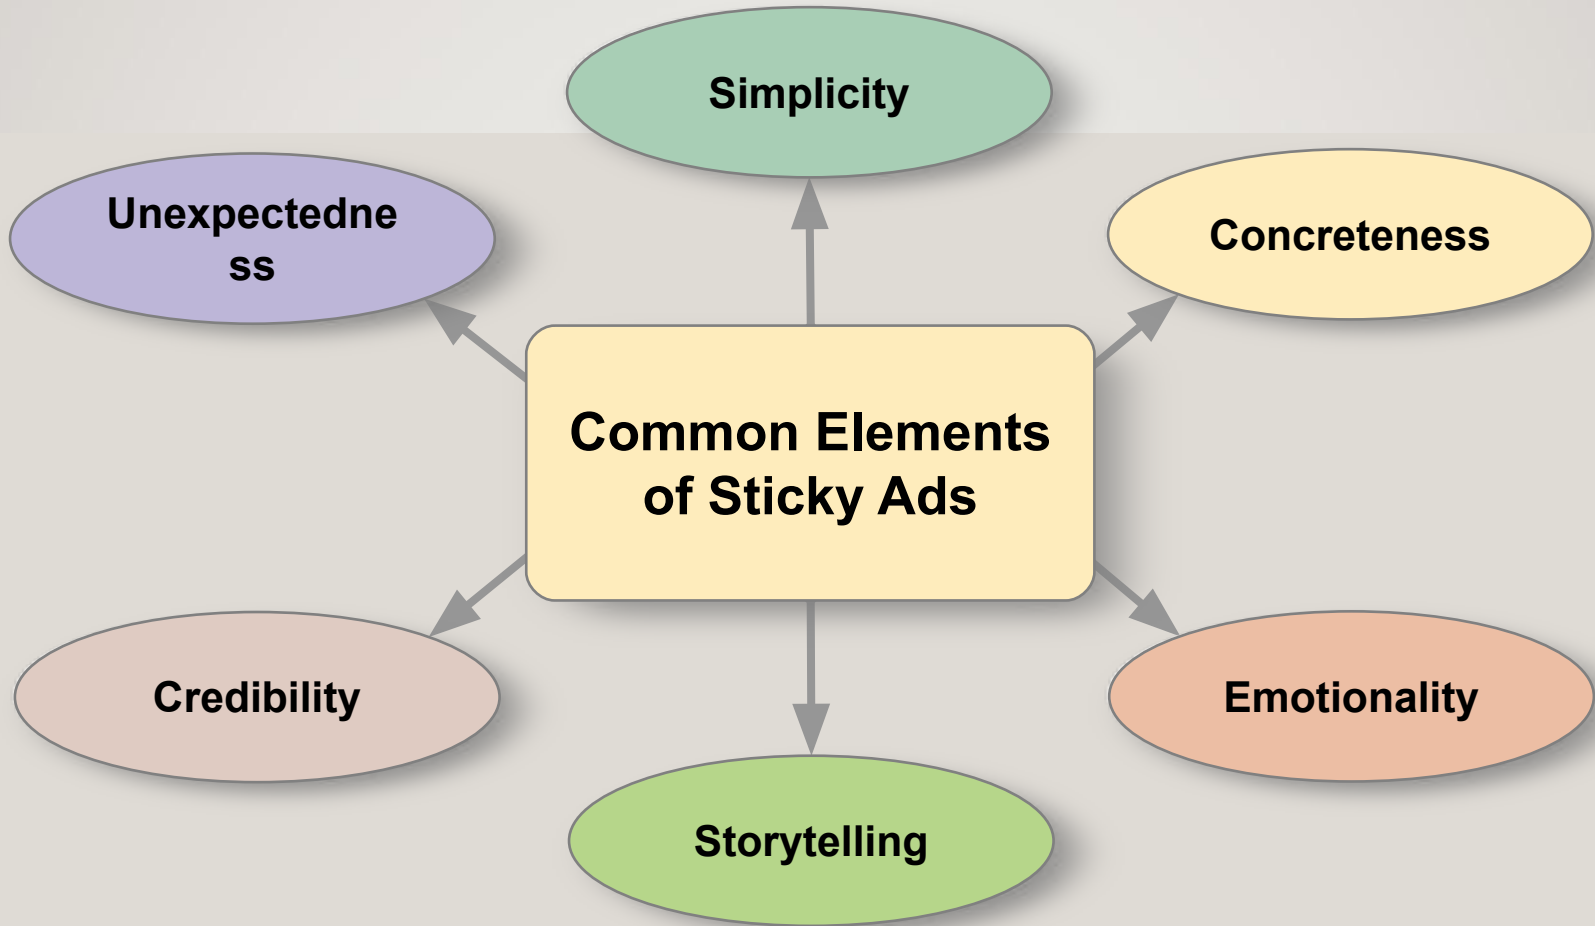 Simplicity
Unexpectedne
ss
Concreteness
Common Elements
of Sticky Ads
Credibility
Emotionality
Storytelling